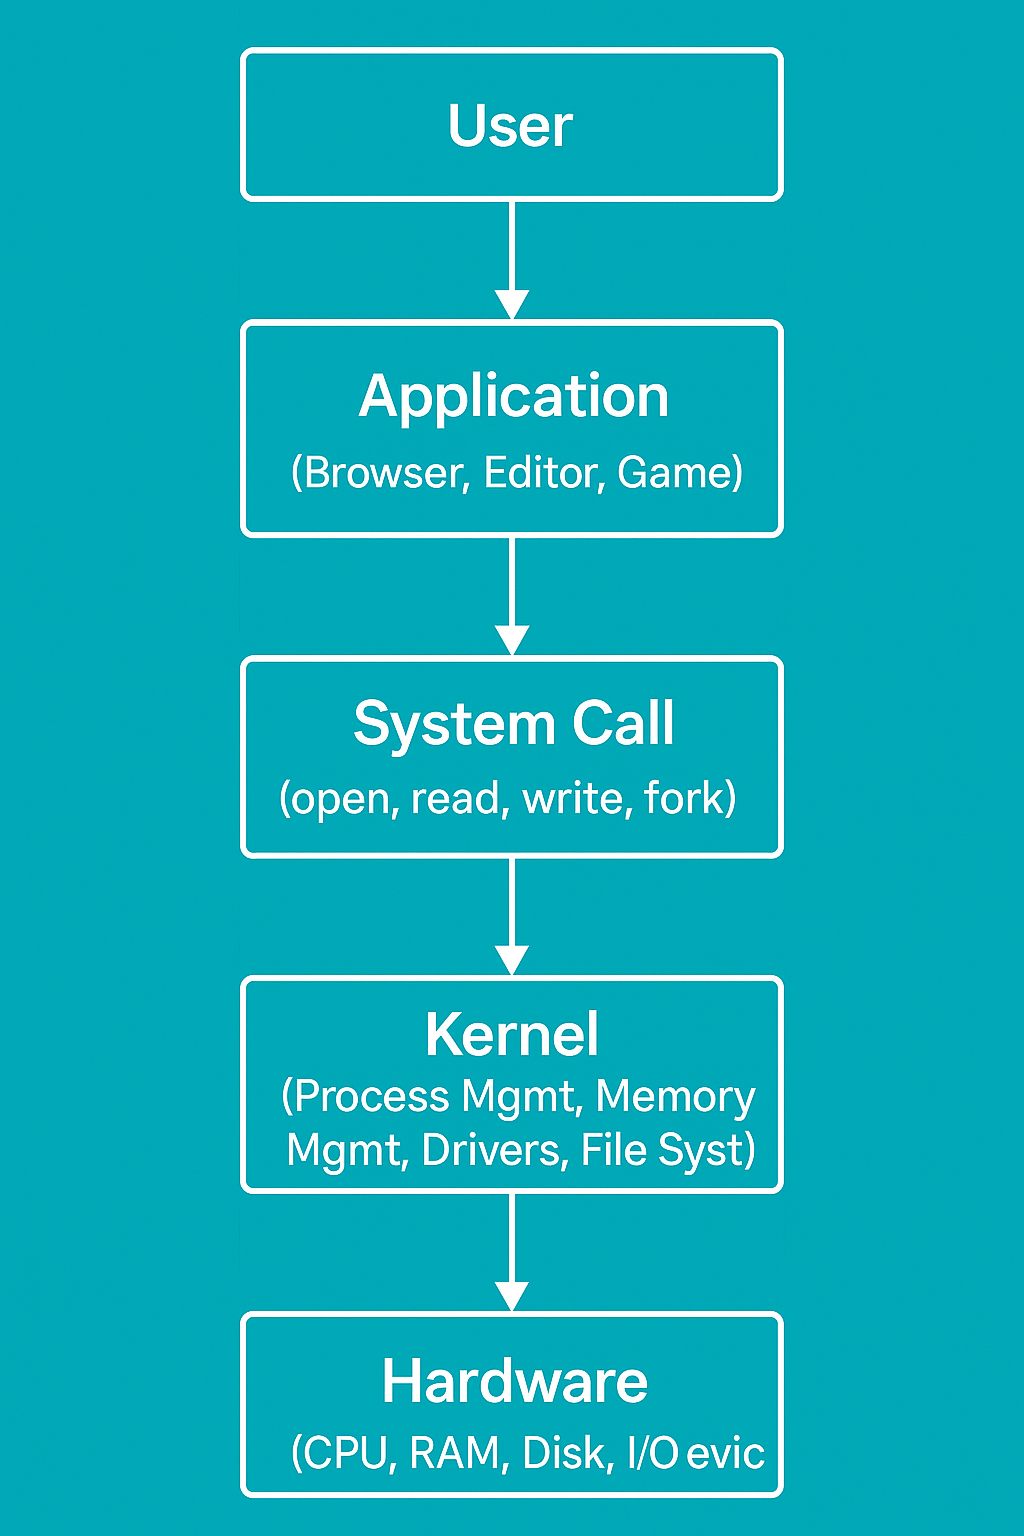 User
Application
(Browser, Editor, Game)
System Call
(open, read, write, fork)
Kernel
(Process Mgmt, Memory
Mgmt, Drivers, File Syst)
Hardware
(CPU, RAM, Disk, I/O evic